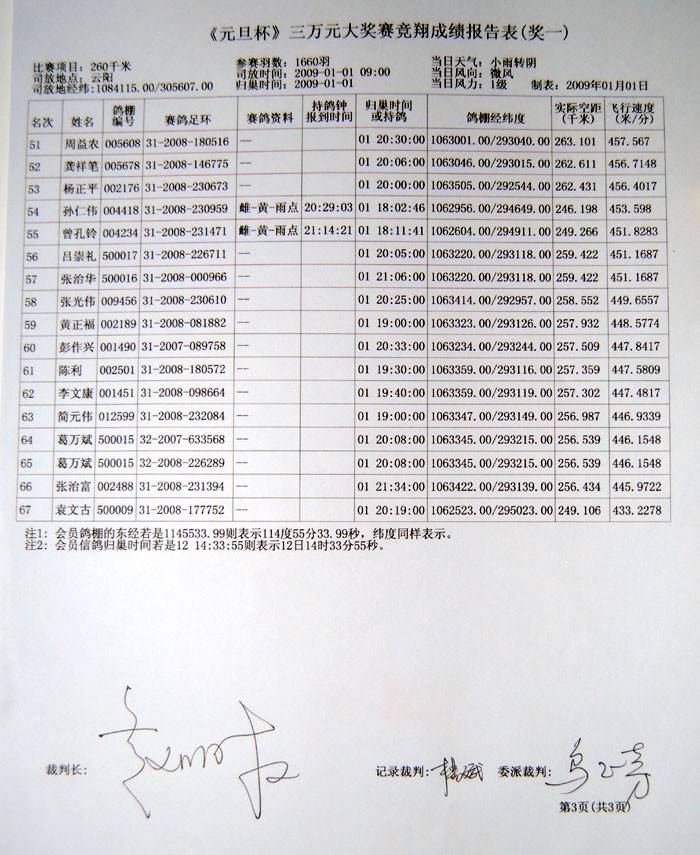 《元旦杯》三万元大奖赛竞翔成绩报告表(奖一)
比赛项目: 260千米 参赛羽数: 1660羽 当日天气: 小雨转阴
司放地点: 云阳 司放时间: 2009-01-01 09:00 当日风向: 微风
司放地经纬:1084115.00/305607.00 归巢时间: 2009-01-01 当日风力: 1级 制表: 2009年01月01日
名次 姓名 鸽棚编号 赛鸽足环 赛鸽资料 持鸽钟报到时间 归巢时间或持鸽 鸽棚经纬度 实际空距(千米) 飞行速度(米/分)
51 周益农 005608 31-2008-180516 -- 01 20:30:00 1063001.00/293040.00 263.101 457.567
52 龚祥笔 005678 31-2008-146775 -- 01 20:06:00 1063046.00/293015.00 262.611 456.7148
53 杨正平 002176 31-2008-230673 -- 01 20:00:00 1063505.00/292544.00 262.431 456.4017
54 孙仁伟 004418 31-2008-230959 雌-黄-雨点 20:29:03 01 18:02:46 1062956.00/294649.00 246.198 453.598
55 曾孔铃 004234 31-2008-231471 雌-黄-雨点 21:14:21 01 18:11:41 1062604.00/294911.00 249.266 451.8283
56 吕崇礼 500017 31-2008-226711 -- 01 20:05:00 1063220.00/293118.00 259.422 451.1687
57 张治华 500016 31-2008-000966 -- 01 21:06:00 1063220.00/293118.00 259.422 451.1687
58 张光伟 009456 31-2008-230610 -- 01 20:25:00 1063414.00/292957.00 258.552 449.6557
59 黄正福 002189 31-2008-081882 -- 01 19:00:00 1063323.00/293126.00 257.932 448.5774
60 彭作兴 001490 31-2007-089758 -- 01 20:33:00 1063234.00/293244.00 257.509 447.8417
61 陈利 002501 31-2008-180572 -- 01 19:30:00 1063359.00/293116.00 257.359 447.5809
62 李文康 001451 31-2008-098664 -- 01 19:40:00 1063359.00/293119.00 257.302 447.4817
63 简元伟 012599 31-2008-232084 -- 01 19:00:00 1063347.00/293149.00 256.987 446.9339
64 葛万斌 500015 32-2007-633568 -- 01 20:08:00 1063345.00/293215.00 256.539 446.1548
65 葛万斌 500015 32-2008-226289 -- 01 20:08:00 1063345.00/293215.00 256.539 446.1548
66 张治富 002488 31-2008-231394 -- 01 21:34:00 1063422.00/293139.00 256.434 445.9722
67 袁文古 500009 31-2008-177752 -- 01 20:19:00 1062523.00/295023.00 249.106 433.2278
注1: 会员鸽棚的东经若是1145533.99则表示114度55分33.99秒，纬度同样表示。
注2: 会员信鸽归巢时间若是12 14:33:55则表示12日14时33分55秒。
裁判长: 记录裁判: 委派裁判:
第3页(共3页)